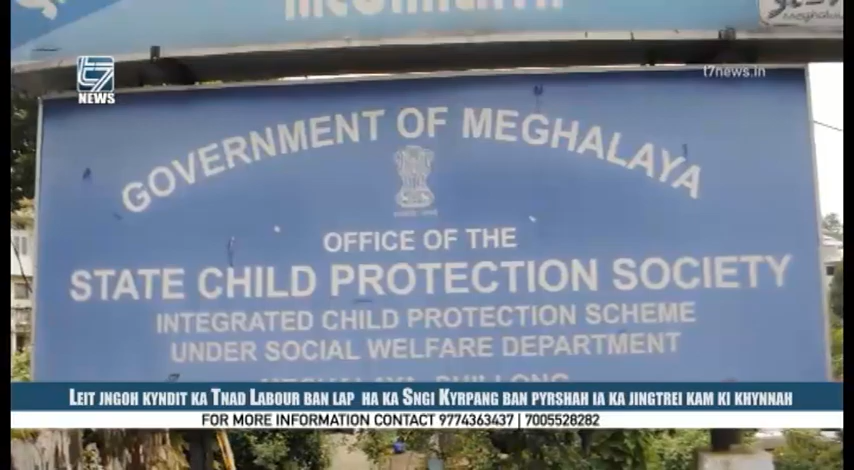 t7news.in
T7
NEWS
GOVERNMENT OF MEGHALAYA
OFFICE OF THE
STATE CHILD PROTECTION SOCIETY
INTEGRATED CHILD PROTECTION SCHEME
UNDER SOCIAL WELFARE DEPARTMENT
MEGHALAYA, SHILLONG
LEIT JNGOH KYNDIT KA TNAD LABOUR BAN LAP HA KA SNGI KYRPANG BAN PYRSHAH IA KA JINGTREI KAM KI KHYNNAH
FOR MORE INFORMATION CONTACT 9774363437 | 7005528282